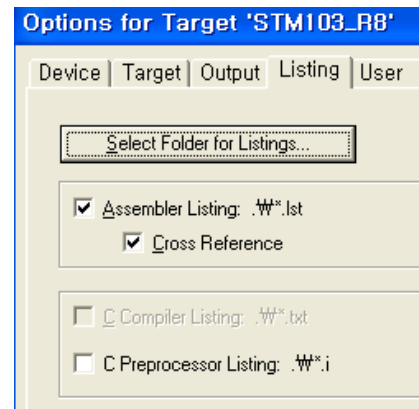 Options for Target 'STM103_R8'
Device | Target | Output | Listing | User
Select Folder for Listings...
Assembler Listing: .₩*.lst
Cross Reference
C Compiler Listing: .₩*.txt
C Preprocessor Listing: .₩*.i